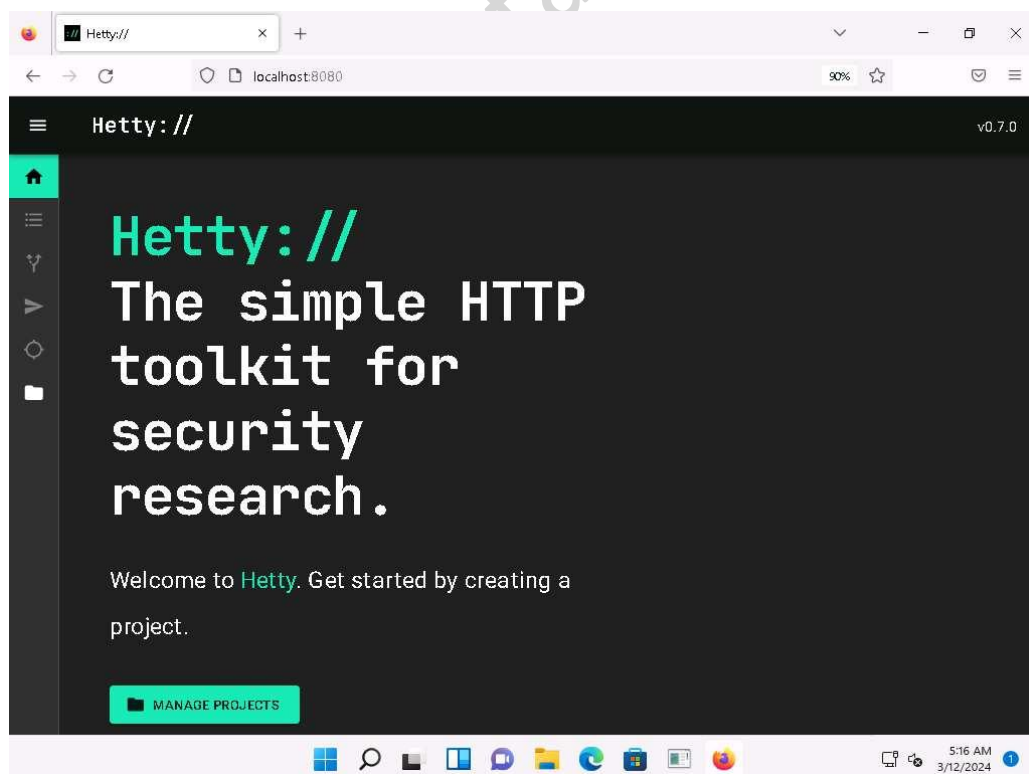 Hetty://
localhost:8080
90%
Hetty://
v0.7.0
Hetty://
The simple HTTP
toolkit for
security
research.
Welcome to Hetty. Get started by creating a
project.
MANAGE PROJECTS
5:16 AM
3/12/2024
1